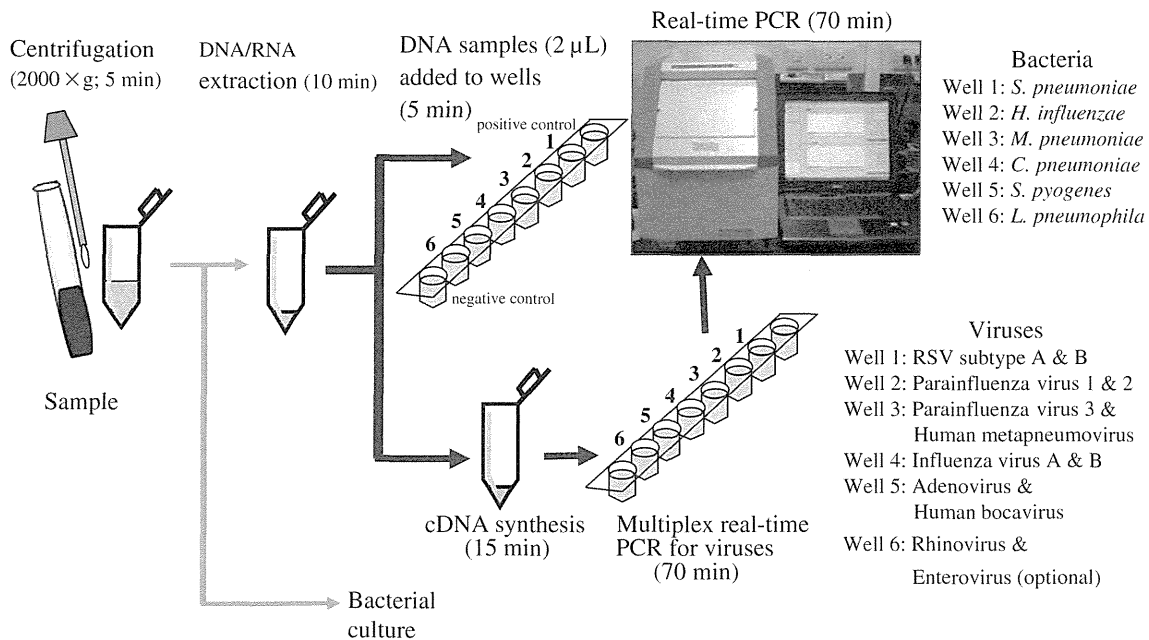 Centrifugation
(2000 ×g; 5 min)
DNA/RNA
extraction (10 min)
DNA samples (2 μL)
added to wells
(5 min)
positive control
1
2
3
4
5
6
negative control
Real-time PCR (70 min)
Bacteria
Well 1: S. pneumoniae
Well 2: H. influenzae
Well 3: M. pneumoniae
Well 4: C. pneumoniae
Well 5: S. pyogenes
Well 6: L. pneumophila
Sample
cDNA synthesis
(15 min)
1
2
3
4
5
6
Multiplex real-time
PCR for viruses
(70 min)
Viruses
Well 1: RSV subtype A & B
Well 2: Parainfluenza virus 1 & 2
Well 3: Parainfluenza virus 3 &
Human metapneumovirus
Well 4: Influenza virus A & B
Well 5: Adenovirus &
Human bocavirus
Well 6: Rhinovirus &
Enterovirus (optional)
Bacterial
culture